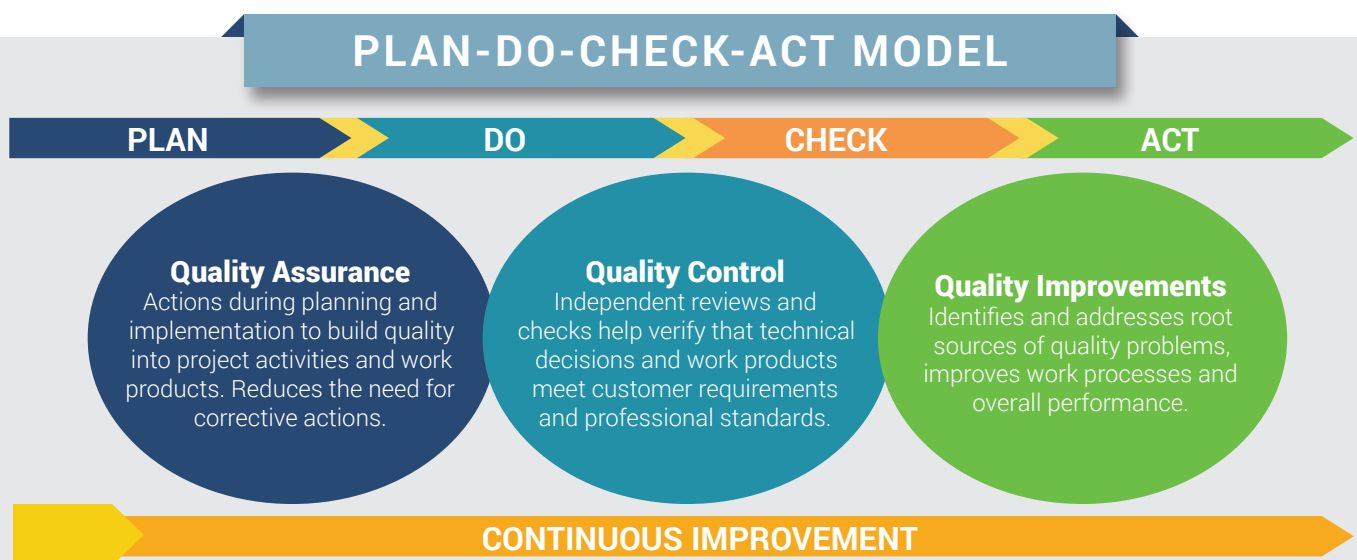 PLAN-DO-CHECK-ACT MODEL
PLAN
DO
CHECK
ACT
Quality Assurance
Actions during planning and
implementation to build quality
into project activities and work
products. Reduces the need for
corrective actions.
Quality Control
Independent reviews and
checks help verify that technical
decisions and work products
meet customer requirements
and professional standards.
Quality Improvements
Identifies and addresses root
sources of quality problems,
improves work processes and
overall performance.
CONTINUOUS IMPROVEMENT